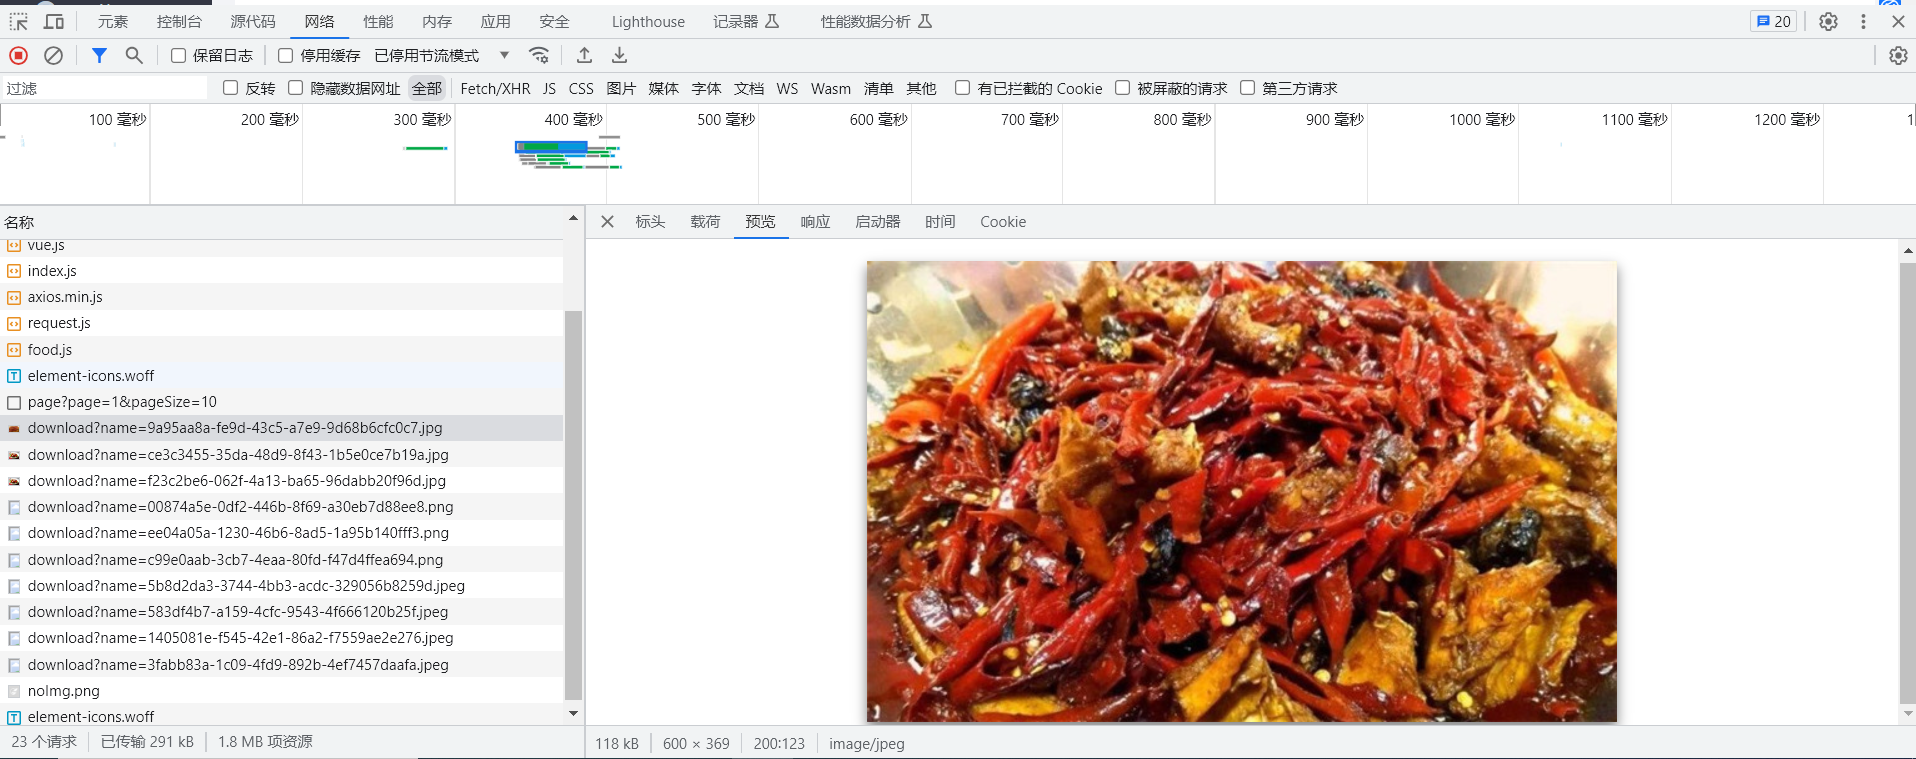 元素 控制台 源代码 网络 性能 内存 应用 安全 Lighthouse 记录器 性能数据分析 20
保留日志 停用缓存 已停用节流模式
过滤 反转 隐藏数据网址 全部 Fetch/XHR JS CSS 图片 媒体 字体 文档 WS Wasm 清单 其他 有已拦截的 Cookie 被屏蔽的请求 第三方请求
100 毫秒 200 毫秒 300 毫秒 400 毫秒 500 毫秒 600 毫秒 700 毫秒 800 毫秒 900 毫秒 1000 毫秒 1100 毫秒 1200 毫秒 1
名称
标头 载荷 预览 响应 启动器 时间 Cookie
vue.js
index.js
axios.min.js
request.js
food.js
element-icons.woff
page?page=1&pageSize=10
download?name=9a95aa8a-fe9d-43c5-a7e9-9d68b6cfc0c7.jpg
download?name=ce3c3455-35da-48d9-8f43-1b5e0ce7b19a.jpg
download?name=f23c2be6-062f-4a13-ba65-96dabb20f96d.jpg
download?name=00874a5e-0df2-446b-8f69-a30eb7d88ee8.png
download?name=ee04a05a-1230-46b6-8ad5-1a95b140fff3.png
download?name=c99e0aab-3cb7-4eaa-80fd-f47d4ffea694.png
download?name=5b8d2da3-3744-4bb3-acdc-329056b8259d.jpeg
download?name=583df4b7-a159-4cfc-9543-4f666120b25f.jpeg
download?name=1405081e-f545-42e1-86a2-f7559ae2e276.jpeg
download?name=3fabb83a-1c09-4fd9-892b-4ef7457daafa.jpeg
noImg.png
element-icons.woff
23 个请求 已传输 291 kB 1.8 MB 项资源
118 kB 600 × 369 200:123 image/jpeg